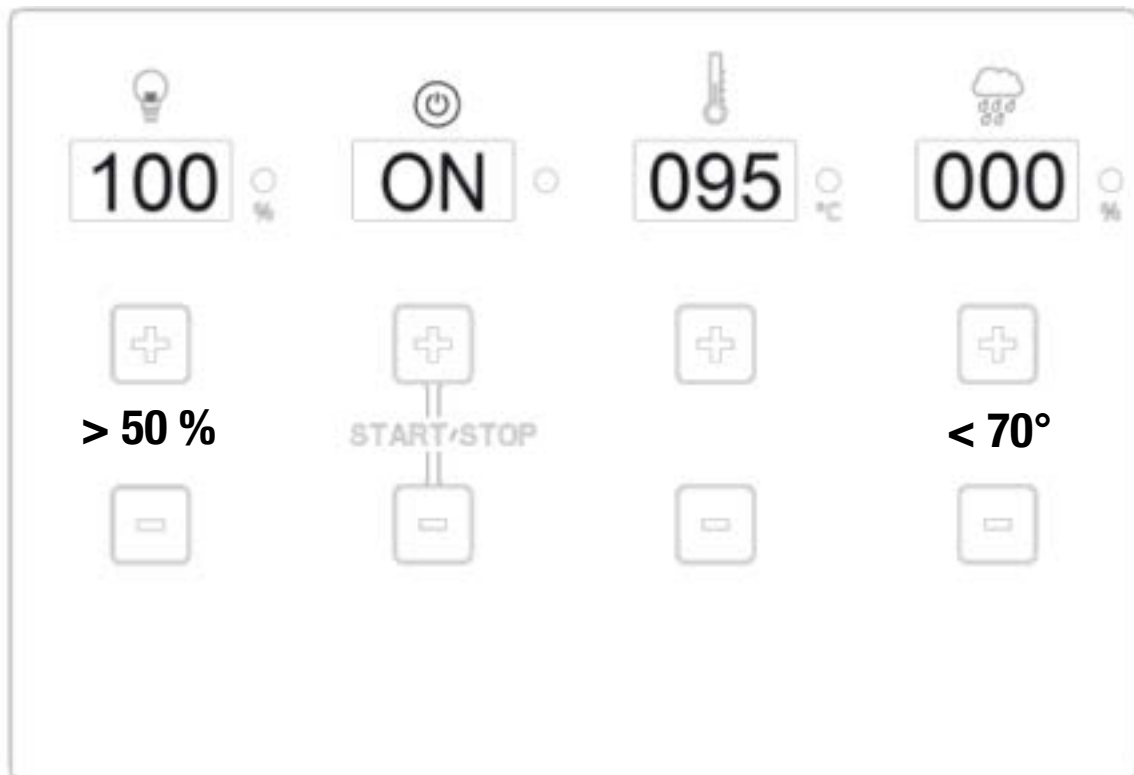 100 % ON 095 °C 000 %
+ + + +
> 50 % START/STOP < 70°
- - - -